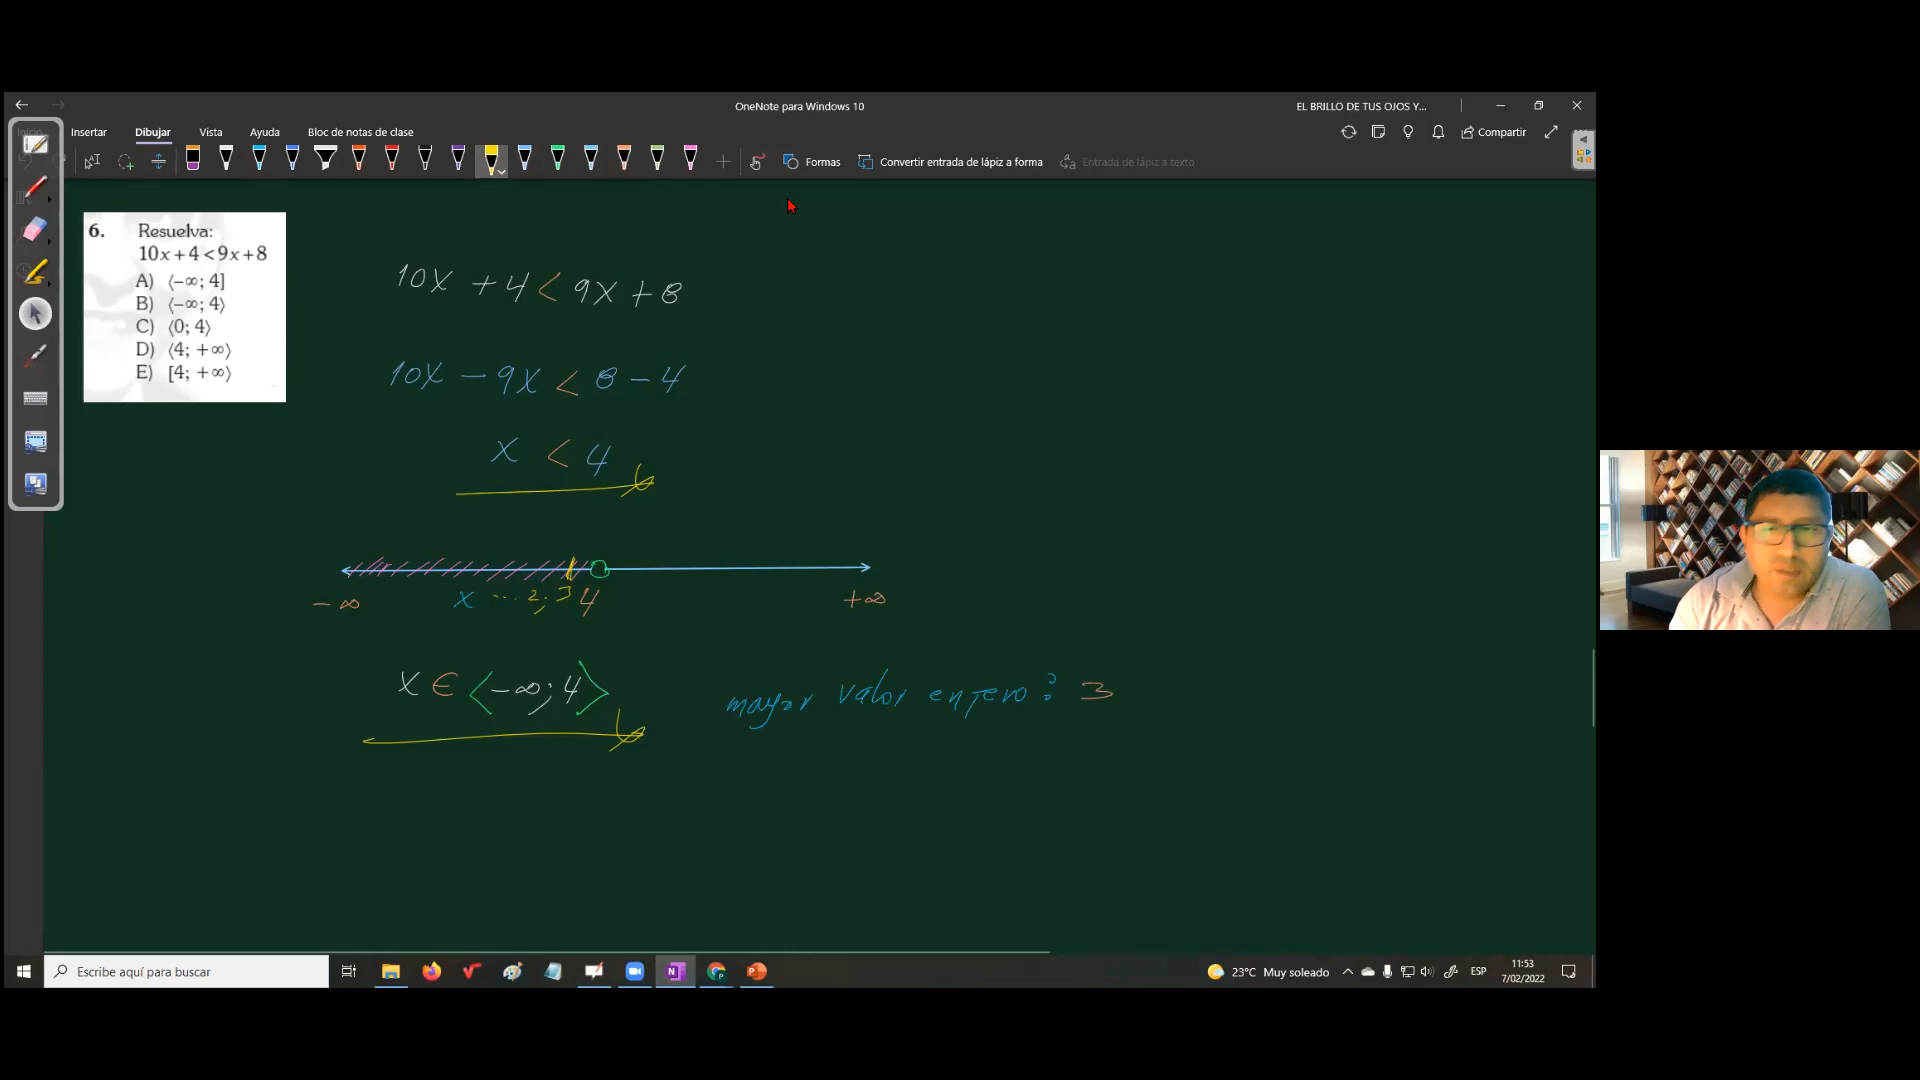 OneNote para Windows 10
EL BRILLO DE TUS OJOS Y...
Insertar
Dibujar
Vista
Ayuda
Bloc de notas de clase
Compartir
Formas
Convertir entrada de lápiz a forma
Entrada de lápiz a texto
6. Resuelva:
10x+4<9x+8
A) ⟨-∞; 4]
B) ⟨-∞; 4⟩
C) ⟨0; 4⟩
D) ⟨4; +∞⟩
E) [4; +∞⟩
10x + 4 < 9x + 8
10x - 9x < 8 - 4
x < 4
-∞ x ... 2; 3 4 +∞
x ∈ ⟨-∞; 4⟩
mayor valor entero: 3
Escribe aquí para buscar
23°C Muy soleado
ESP
11:53
7/02/2022